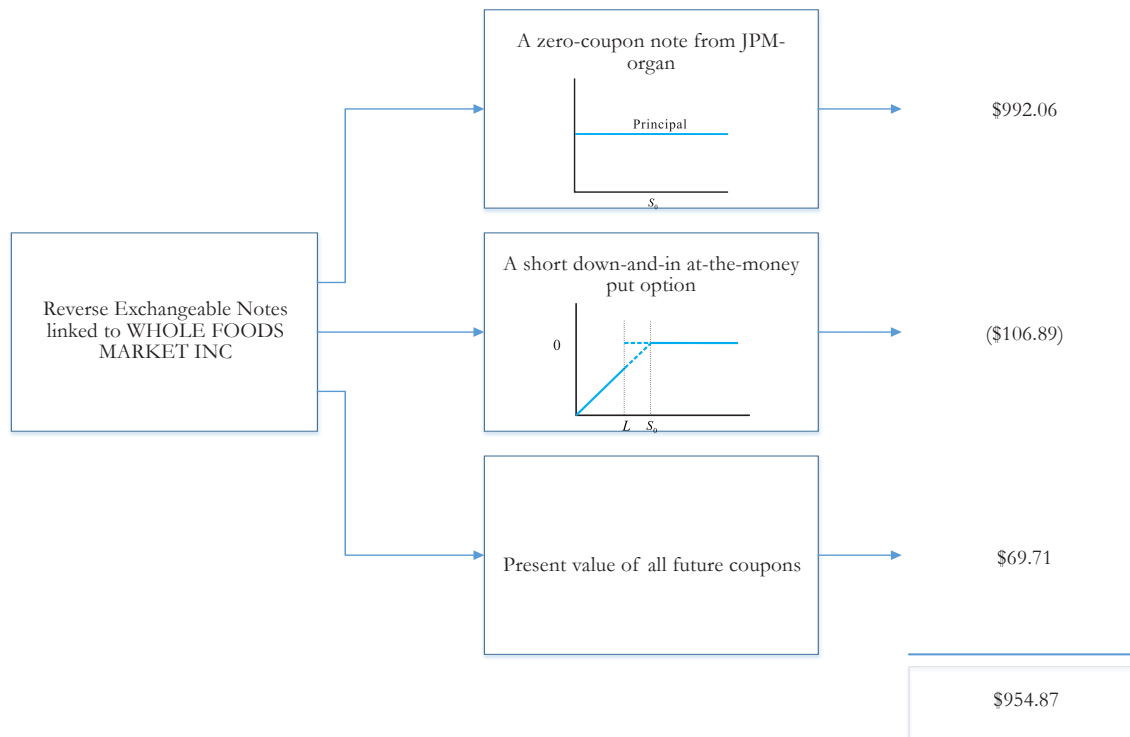 A zero-coupon note from JPM-
organ
Principal
S₀
$992.06
Reverse Exchangeable Notes
linked to WHOLE FOODS
MARKET INC
A short down-and-in at-the-money
put option
0
L S₀
($106.89)
Present value of all future coupons
$69.71
$954.87